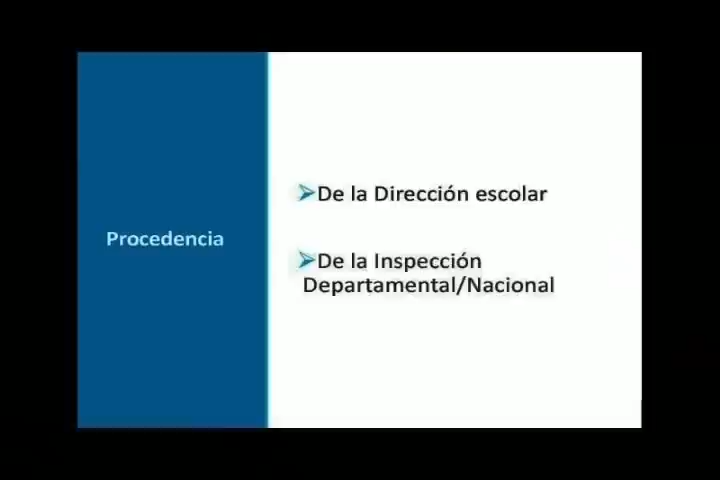 Procedencia
De la Dirección escolar
De la Inspección
Departamental/Nacional